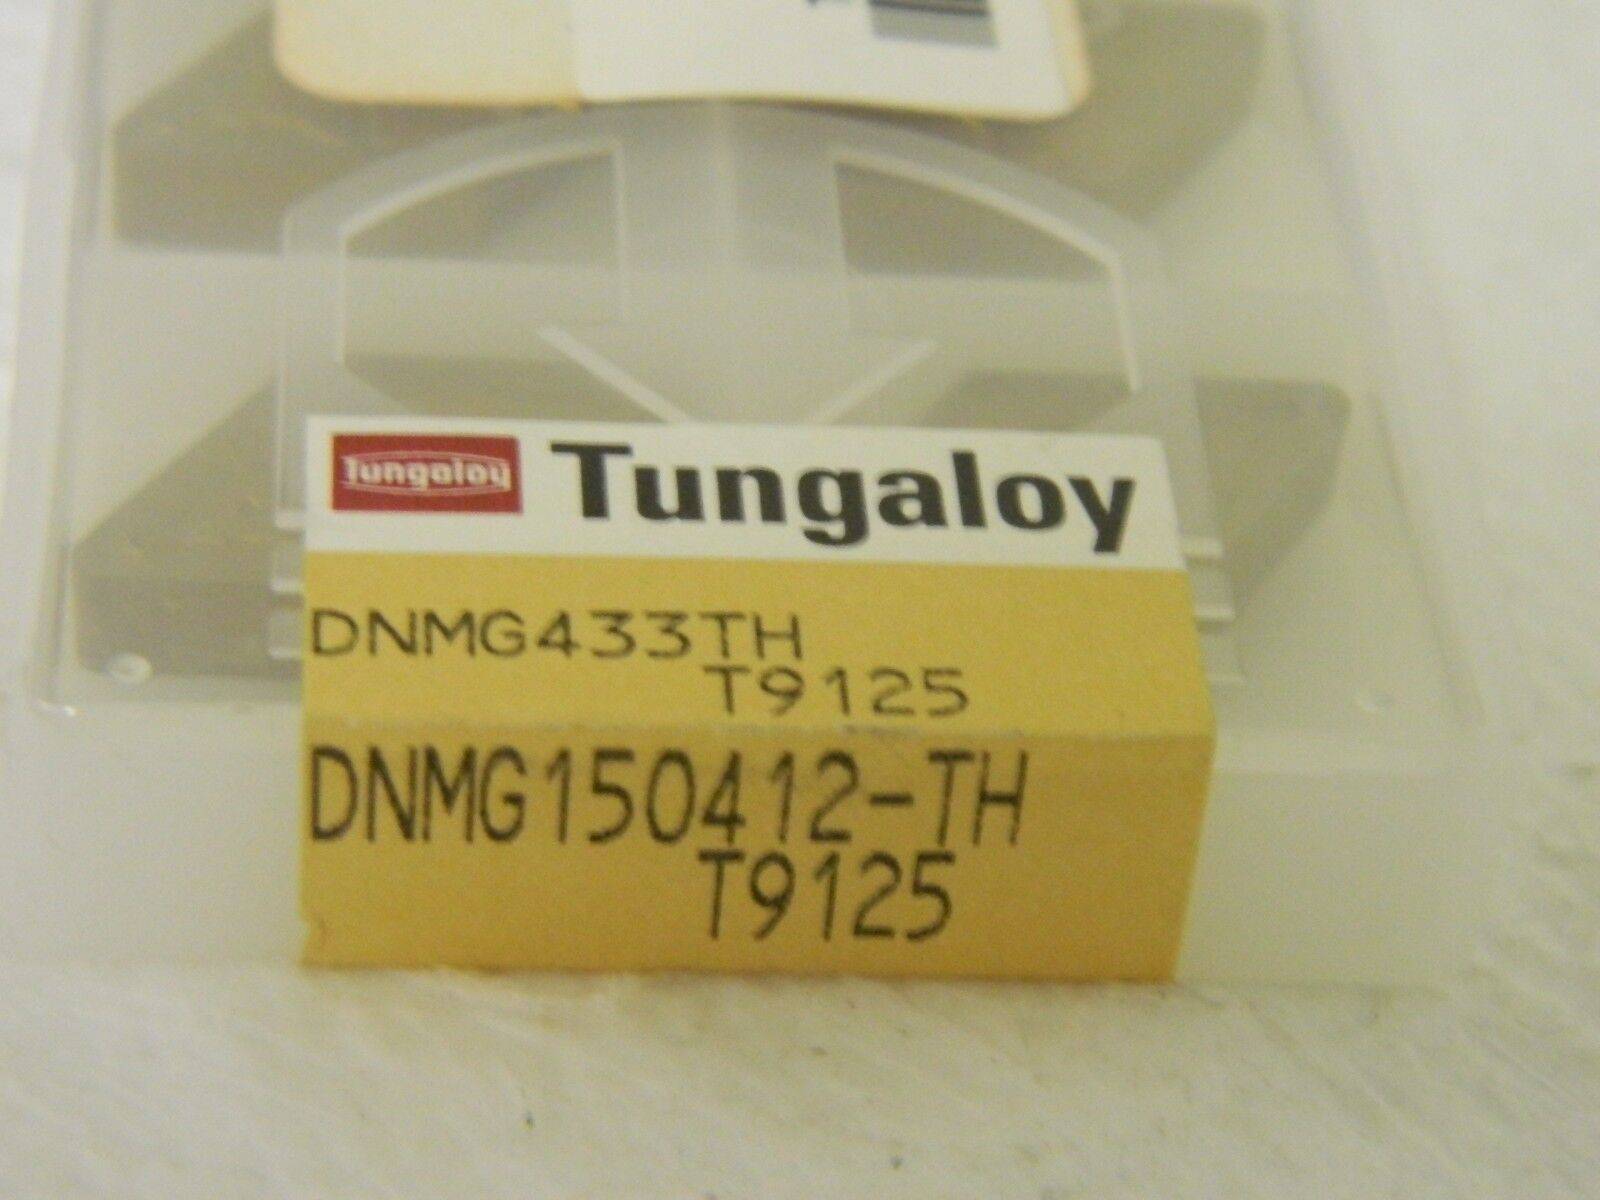 Tungaloy Tungaloy
DNMG433TH
T9125
DNMG150412-TH
T9125